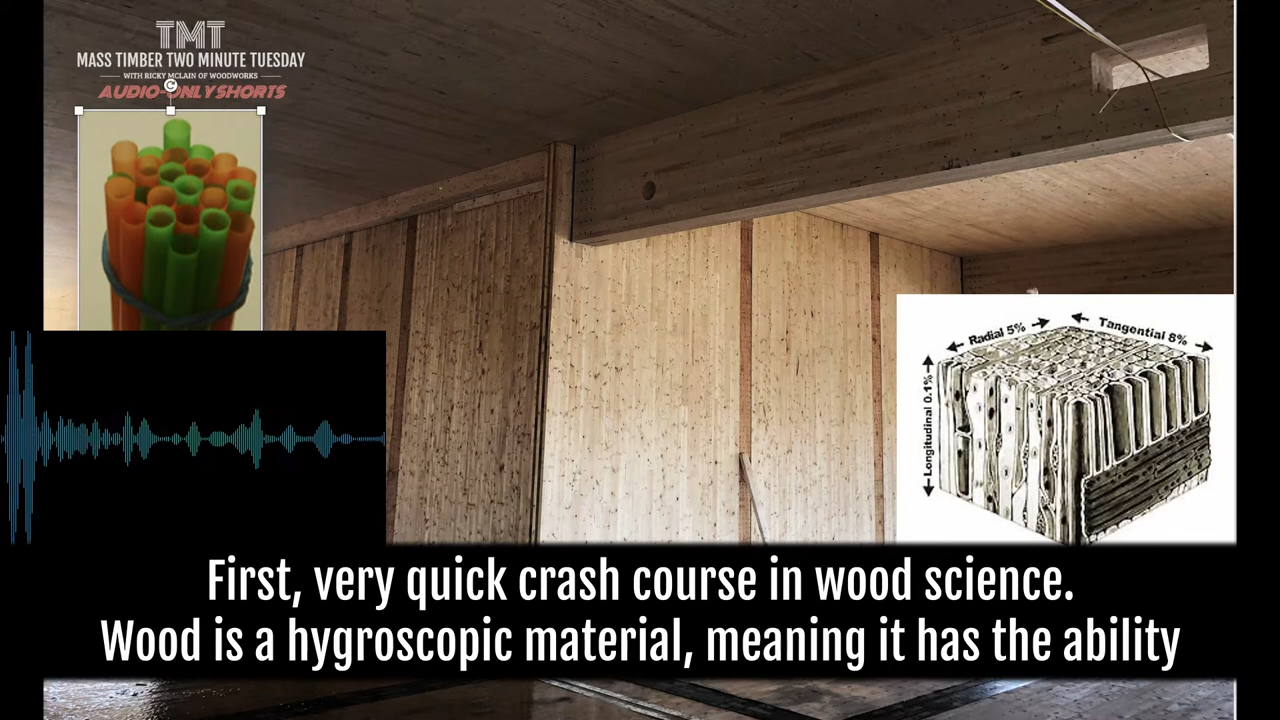 TMT
MASS TIMBER TWO MINUTE TUESDAY
WITH RICKY MCLAIN OF WOODWORKS
AUDIO-ONLY SHORTS
Radial 5%
Tangential 8%
Longitudinal 0.1%
First, very quick crash course in wood science.
Wood is a hygroscopic material, meaning it has the ability